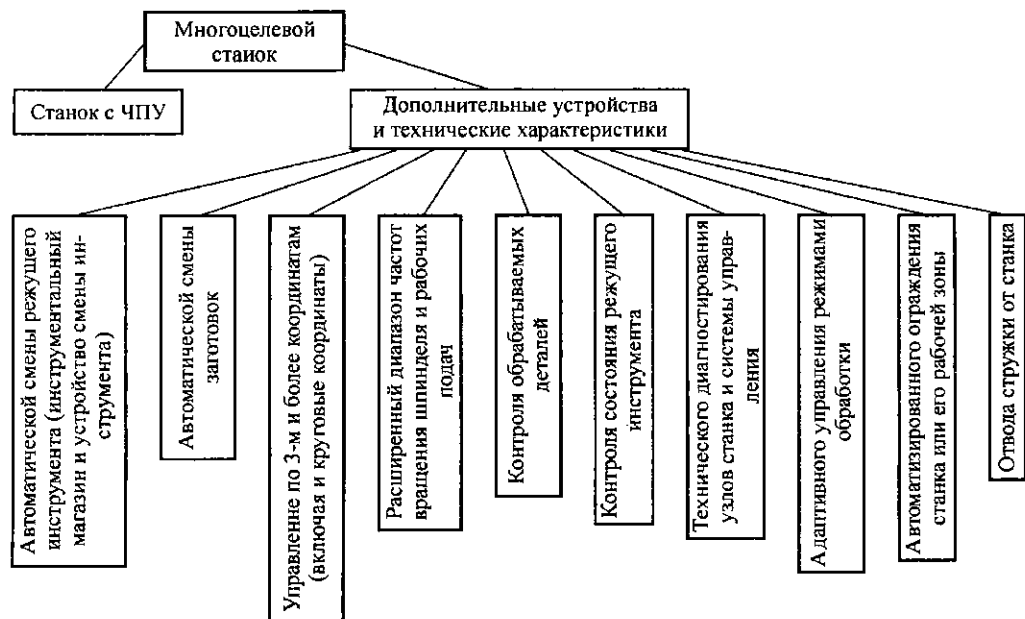 Многоцелевой
станок
Станок с ЧПУ
Дополнительные устройства
и технические характеристики
Автоматической смены режущего
инструмента (инструментальный
магазин и устройство смены ин-
струмента)
Автоматической смены
заготовок
Управление по 3-м и более координатам
(включая и круговые координаты)
Расширенный диапазон частот
вращения шпинделя и рабочих
подач
Контроля обрабатываемых
деталей
Контроля состояния режущего
инструмента
Технического диагностирования
узлов станка и системы управ-
ления
Адаптивного управления режимами
обработки
Автоматизированного ограждения
станка или его рабочей зоны
Отвода стружки от станка